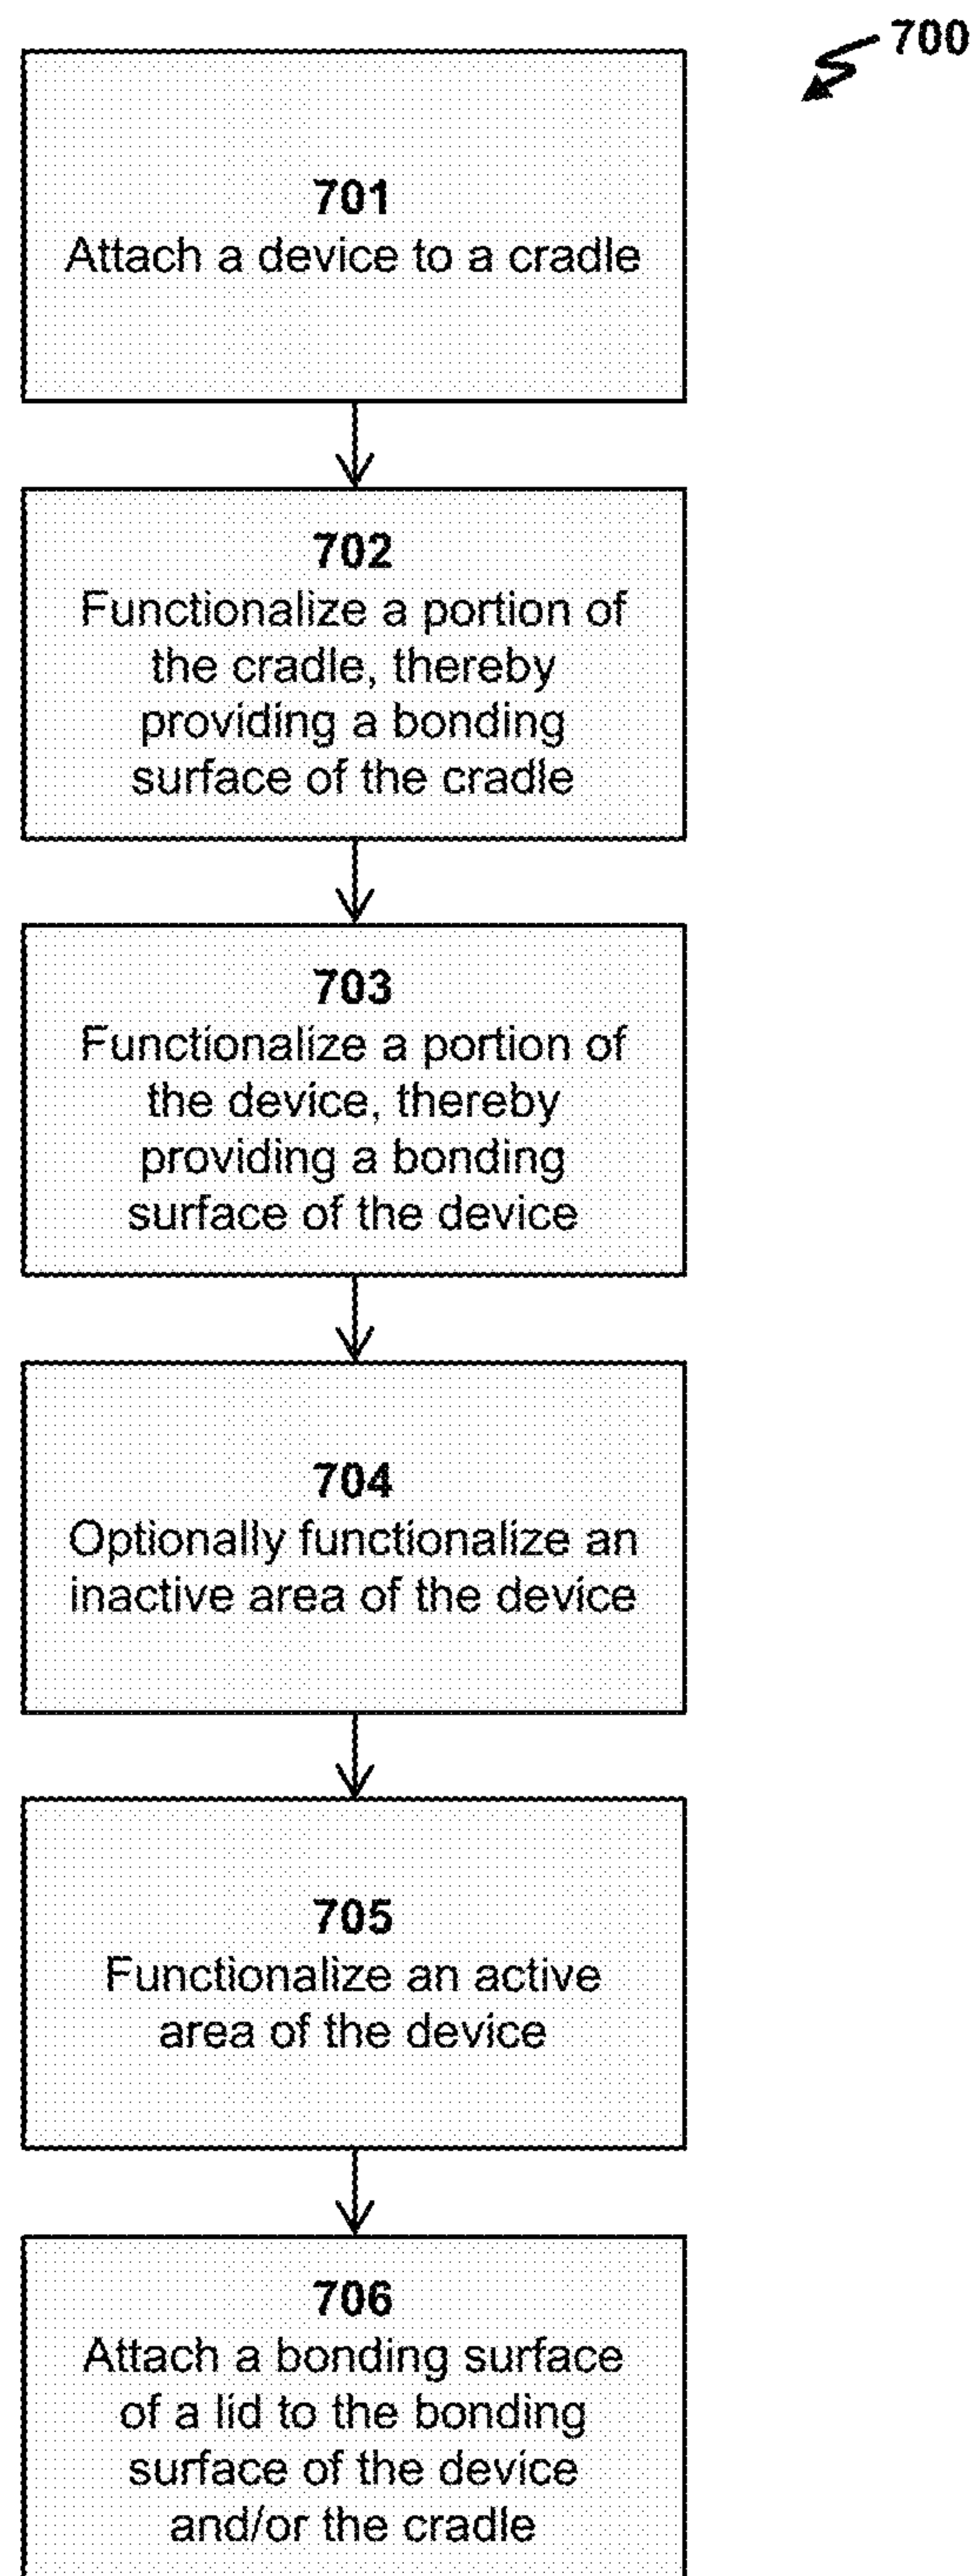 700
701
Attach a device to a cradle
702
Functionalize a portion of
the cradle, thereby
providing a bonding
surface of the cradle
703
Functionalize a portion of
the device, thereby
providing a bonding
surface of the device
704
Optionally functionalize an
inactive area of the device
705
Functionalize an active
area of the device
706
Attach a bonding surface
of a lid to the bonding
surface of the device
and/or the cradle